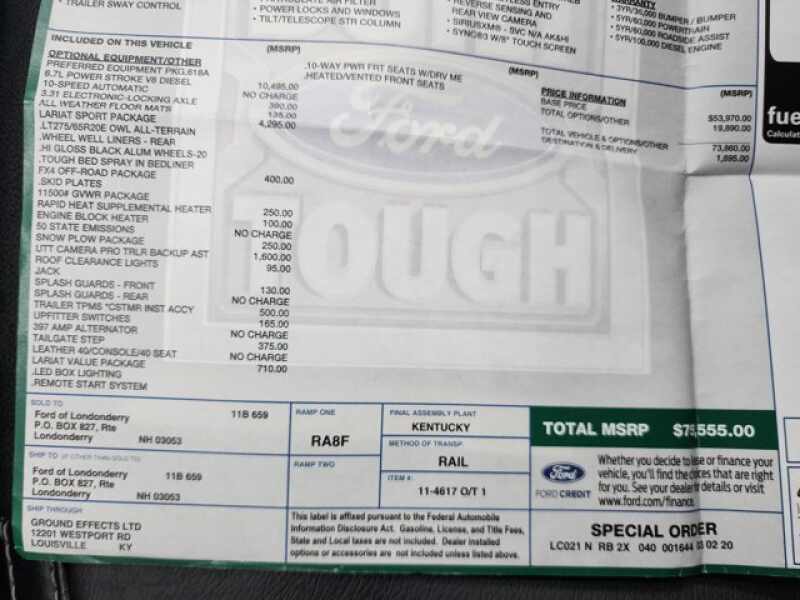 • TRAILER SWAY CONTROL
PARTICULATE AIR FILTER
• POWER LOCKS AND WINDOWS
• TILT/TELESCOPE STR COLUMN
ENTRY
• REVERSE SENSING AND
REAR VIEW CAMERA
• SIRIUSXM® - SVC N/A AK&HI
• SYNC®3 W/8" TOUCH SCREEN
WARRANTY
• 3YR/36,000 BUMPER / BUMPER
• 5YR/60,000 POWERTRAIN
• 5YR/60,000 ROADSIDE ASSIST
• 5YR/100,000 DIESEL ENGINE
INCLUDED ON THIS VEHICLE (MSRP)
OPTIONAL EQUIPMENT/OTHER
PREFERRED EQUIPMENT PKG.618A
6.7L POWER STROKE V8 DIESEL 10,495.00
10-SPEED AUTOMATIC NO CHARGE
3.31 ELECTRONIC-LOCKING AXLE 390.00
ALL WEATHER FLOOR MATS 135.00
LARIAT SPORT PACKAGE 4,295.00
.LT275/65R20E OWL ALL-TERRAIN
.WHEEL WELL LINERS - REAR
.HI GLOSS BLACK ALUM WHEELS-20
.TOUGH BED SPRAY IN BEDLINER
FX4 OFF-ROAD PACKAGE 400.00
.SKID PLATES
11500# GVWR PACKAGE
RAPID HEAT SUPPLEMENTAL HEATER 250.00
ENGINE BLOCK HEATER 100.00
50 STATE EMISSIONS NO CHARGE
SNOW PLOW PACKAGE 250.00
UTT CAMERA PRO TRLR BACKUP AST 1,600.00
ROOF CLEARANCE LIGHTS 95.00
JACK
SPLASH GUARDS - FRONT 130.00
SPLASH GUARDS - REAR NO CHARGE
TRAILER TPMS *CSTMR INST ACCY 500.00
UPFITTER SWITCHES 165.00
397 AMP ALTERNATOR NO CHARGE
TAILGATE STEP 375.00
LEATHER 40/CONSOLE/40 SEAT NO CHARGE
LARIAT VALUE PACKAGE 710.00
.LED BOX LIGHTING
.REMOTE START SYSTEM
(MSRP)
.10-WAY PWR FRT SEATS W/DRV ME
.HEATED/VENTED FRONT SEATS
Ford
TOUGH
PRICE INFORMATION (MSRP)
BASE PRICE $53,970.00
TOTAL OPTIONS/OTHER 19,890.00
TOTAL VEHICLE & OPTIONS/OTHER 73,860.00
DESTINATION & DELIVERY 1,695.00
fue
Calculat
SOLD TO
Ford of Londonderry 11B 659
P.O. BOX 827, Rte
Londonderry NH 03053
SHIP TO (IF OTHER THAN SOLD TO)
Ford of Londonderry 11B 659
P.O. BOX 827, Rte
Londonderry NH 03053
SHIP THROUGH
GROUND EFFECTS LTD
12201 WESTPORT RD
LOUISVILLE KY
RAMP ONE
RA8F
RAMP TWO
FINAL ASSEMBLY PLANT
KENTUCKY
METHOD OF TRANSP.
RAIL
ITEM #:
11-4617 O/T 1
This label is affixed pursuant to the Federal Automobile
Information Disclosure Act. Gasoline, License, and Title Fees,
State and Local taxes are not included. Dealer installed
options or accessories are not included unless listed above.
TOTAL MSRP $75,555.00
Ford
FORD CREDIT
Whether you decide to lease or finance your
vehicle, you'll find the choices that are right
for you. See your dealer for details or visit
www.ford.com/finance.
SPECIAL ORDER
LC021 N RB 2X 040 001644 03 02 20